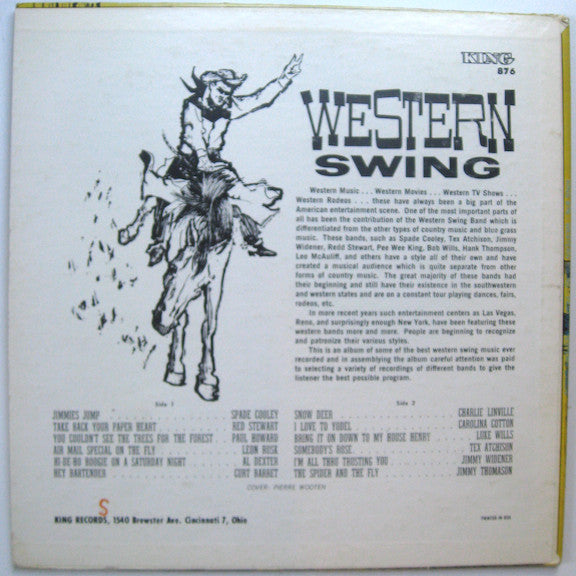 KING
876
WESTERN
SWING
Western Music . . . Western Movies . . . Western TV Shows . . .
Western Radeos . . . these have always been a big part of the
American entertainment scene. One of the most important parts of
all has been the contribution of the Western Swing Band which is
differentiated from the other types of country music and blue grass
music. These bands, such as Spade Cooley, Tex Atchison, Jimmy
Widener, Redd Stewart, Pee Wee King, Bob Wills, Hank Thompson,
Leo McAuliff, and others have a style all of their own and have
created a musical audience which is quite separate from other
forms of country music. The great majority of these bands had
their beginning and still have their existence in the southwestern
and western states and are on a constant tour playing dances, fairs,
rodeos, etc.
In more recent years such entertainment centers as Las Vegas,
Reno, and surprisingly enough New York, have been featuring these
western bands more and more. People are beginning to recognize
and patronize their various styles.
This is an album of some of the best western swing music ever
recorded and in assemblying the album careful attention was paid
to selecting a variety of recordings of different bands to give the
listener the best possible program.
Side 1
JIMMIES JUMP . . . SPADE COOLEY
TAKE BACK YOUR PAPER HEART . . . RED STEWART
YOU COULDN'T SEE THE TREES FOR THE FOREST . . . PAUL HOWARD
AIR MAIL SPECIAL ON THE FLY . . . LEON RUSK
HI-DE-HO BOOGIE ON A SATURDAY NIGHT . . . AL DEXTER
HEY BARTENDER . . . CURT BARRET
Side 2
SNOW DEER . . . CHARLIE LINVILLE
I LOVE TO YODEL . . . CAROLINA COTTON
BRING IT ON DOWN TO MY HOUSE HENRY . . . LUKE WILLS
SOMEBODY'S ROSE . . . TEX ATCHISON
I'M ALL THRU TRUSTING YOU . . . JIMMY WIDENER
THE SPIDER AND THE FLY . . . JIMMY THOMASON
COVER: PIERRE WOOTEN
S
KING RECORDS, 1540 Brewster Ave. Cincinnati 7, Ohio
PRINTED IN USA